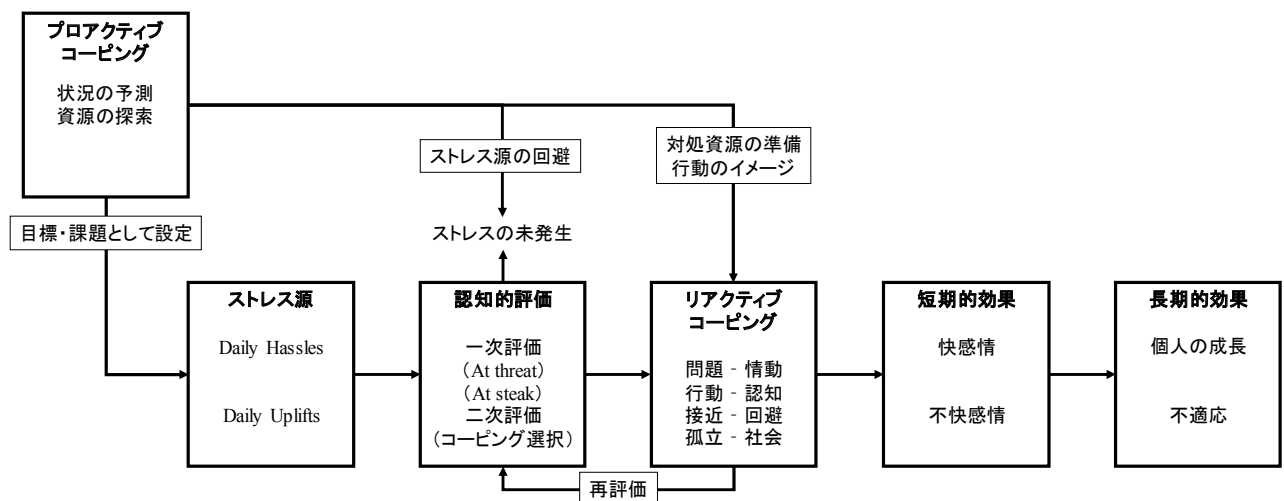 プロアクティブ
コーピング
状況の予測
資源の探索
ストレス源の回避
対処資源の準備
行動のイメージ
目標・課題として設定
ストレスの未発生
ストレス源
Daily Hassles
Daily Uplifts
認知的評価
一次評価
(At threat)
(At steak)
二次評価
(コーピング選択)
リアクティブ
コーピング
問題 - 情動
行動 - 認知
接近 - 回避
孤立 - 社会
短期的効果
快感情
不快感情
長期的効果
個人の成長
不適応
再評価